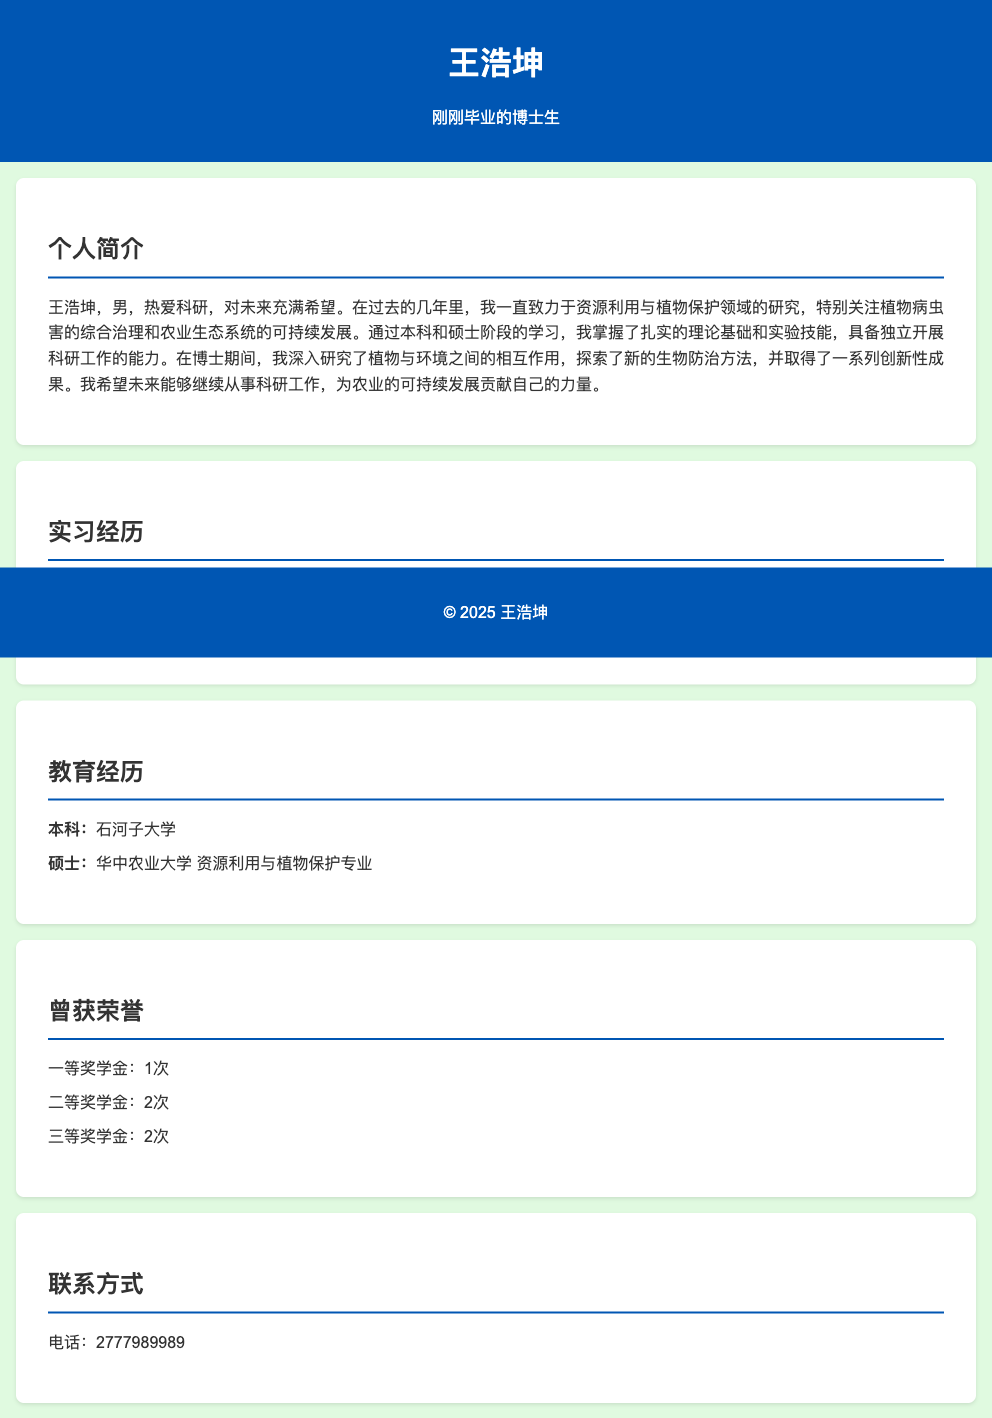 王浩坤
刚刚毕业的博士生
个人简介
王浩坤，男，热爱科研，对未来充满希望。在过去的几年里，我一直致力于资源利用与植物保护领域的研究，特别关注植物病虫
害的综合治理和农业生态系统的可持续发展。通过本科和硕士阶段的学习，我掌握了扎实的理论基础和实验技能，具备独立开展
科研工作的能力。在博士期间，我深入研究了植物与环境之间的相互作用，探索了新的生物防治方法，并取得了一系列创新性成
果。我希望未来能够继续从事科研工作，为农业的可持续发展贡献自己的力量。
实习经历
© 2025 王浩坤
教育经历
本科：石河子大学
硕士：华中农业大学 资源利用与植物保护专业
曾获荣誉
一等奖学金：1次
二等奖学金：2次
三等奖学金：2次
联系方式
电话：2777989989